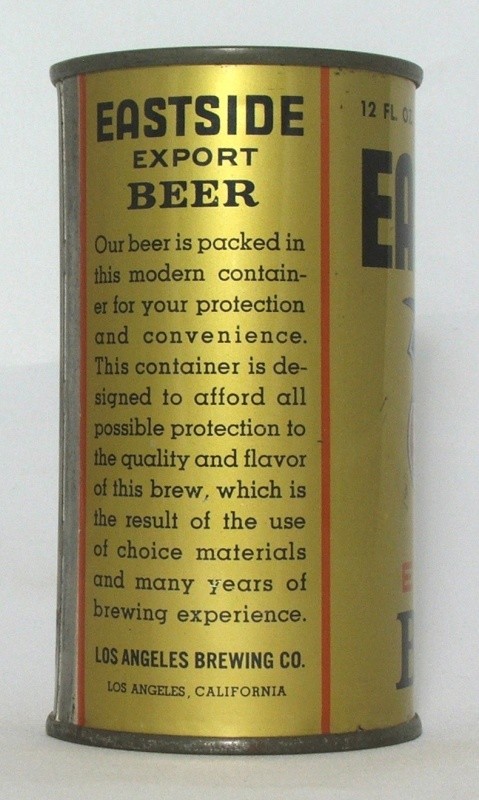 EASTSIDE
EXPORT
BEER
Our beer is packed in
this modern contain-
er for your protection
and convenience.
This container is de-
signed to afford all
possible protection to
the quality and flavor
of this brew, which is
the result of the use
of choice materials
and many years of
brewing experience.
LOS ANGELES BREWING CO.
LOS ANGELES, CALIFORNIA
12 FL. OZ.
EA
E
B